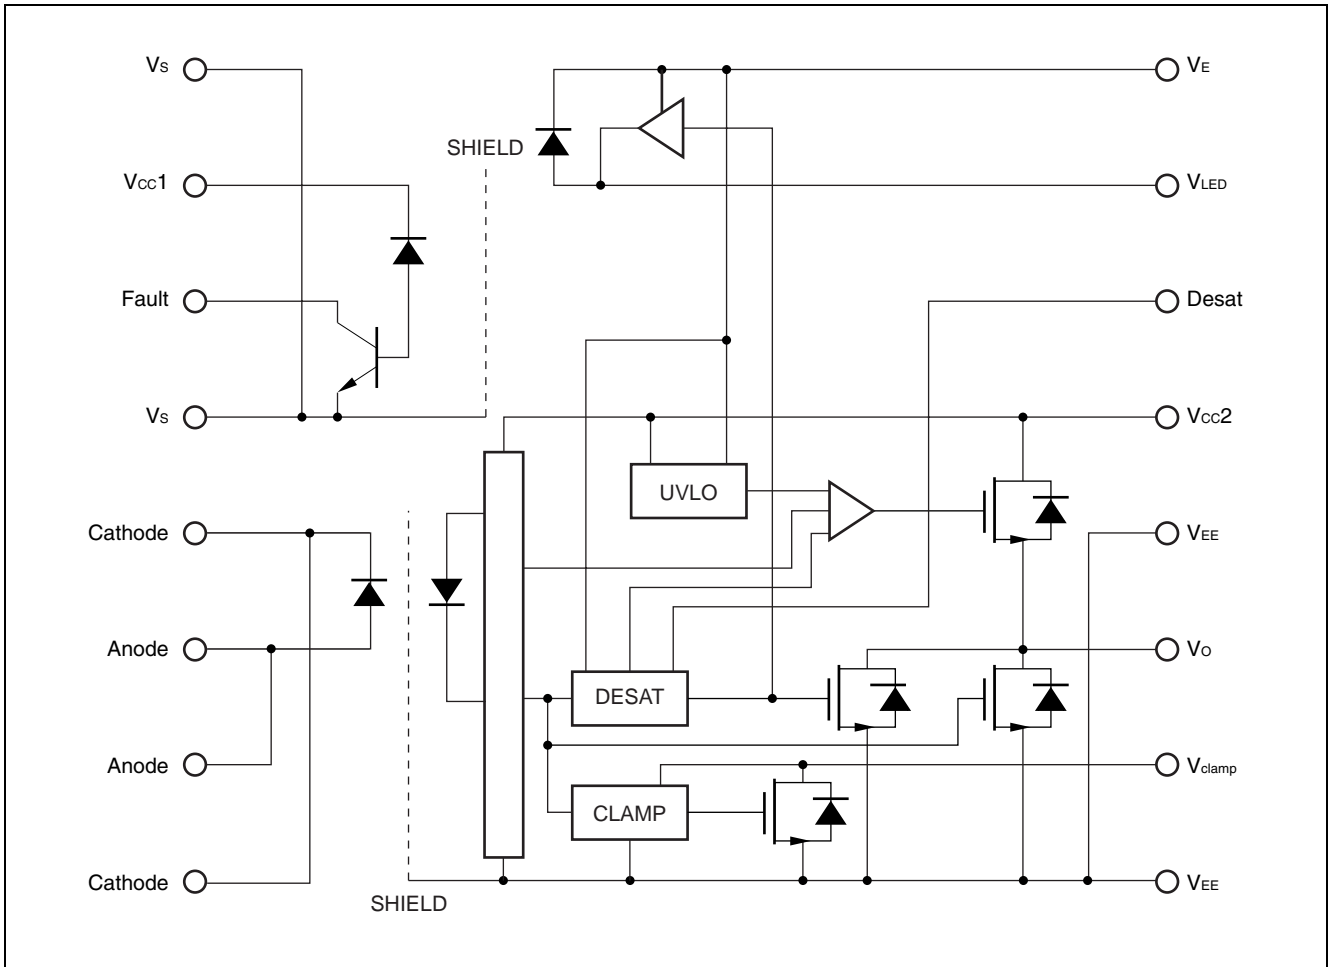 VS
VE
SHIELD
VCC1
VLED
Fault
Desat
VS
VCC2
UVLO
Cathode
VEE
Anode
VO
DESAT
Anode
Vclamp
CLAMP
Cathode
VEE
SHIELD